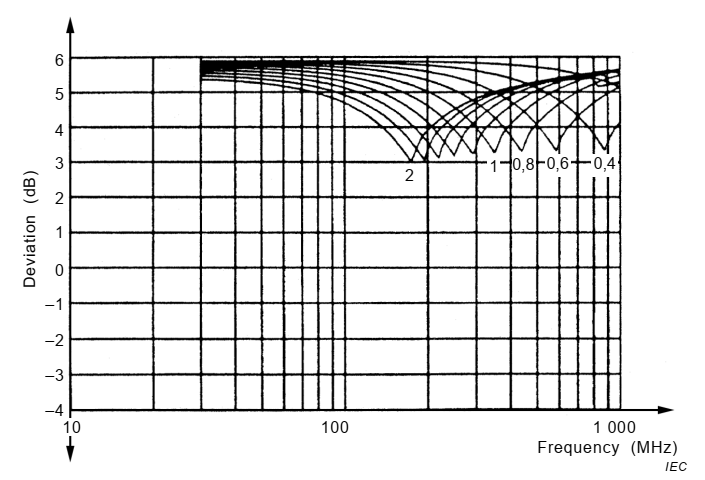 6
5
4
3
2
1
0
–1
–2
–3
–4
Deviation (dB)
1 0,8 0,6 0,4
2
10 100 1 000
Frequency (MHz)
IEC